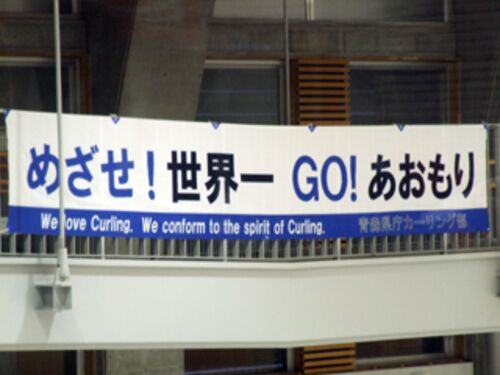 めざせ！世界一 GO！あおもり
We love Curling. We conform to the spirit of Curling. 青森県庁カーリング部